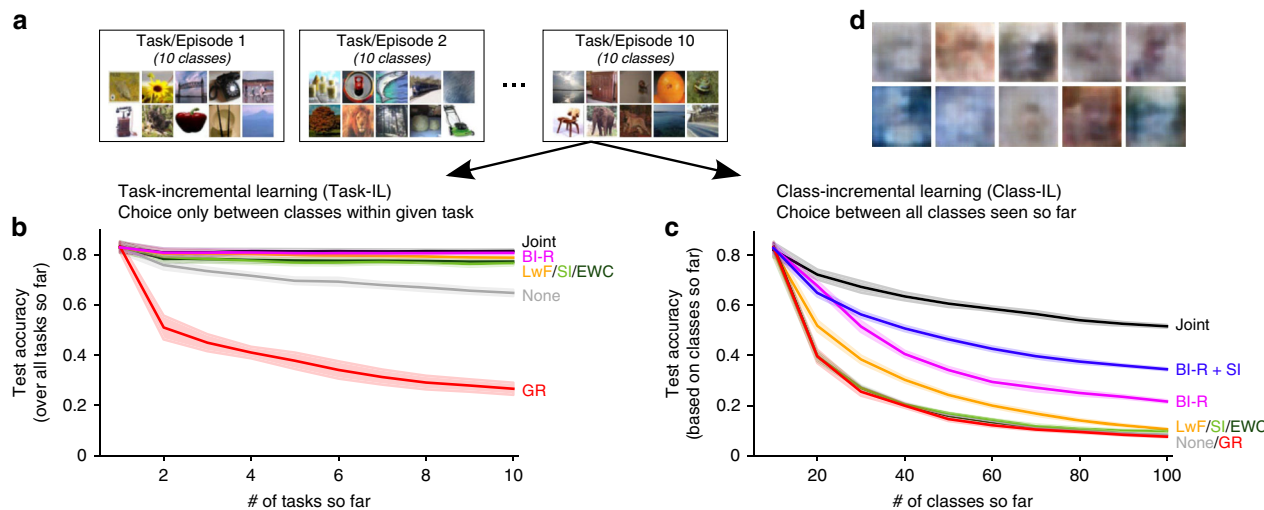 a
Task/Episode 1
(10 classes)
Task/Episode 2
(10 classes)
...
Task/Episode 10
(10 classes)
d
Task-incremental learning (Task-IL)
Choice only between classes within given task
b
Test accuracy
(over all tasks so far)
0.8
0.6
0.4
0.2
0
2
4
6
8
10
# of tasks so far
Joint
BI-R
LwF/SI/EWC
None
GR
Class-incremental learning (Class-IL)
Choice between all classes seen so far
c
Test accuracy
(based on classes so far)
0.8
0.6
0.4
0.2
0
20
40
60
80
100
# of classes so far
Joint
BI-R + SI
BI-R
LwF/SI/EWC
None/GR